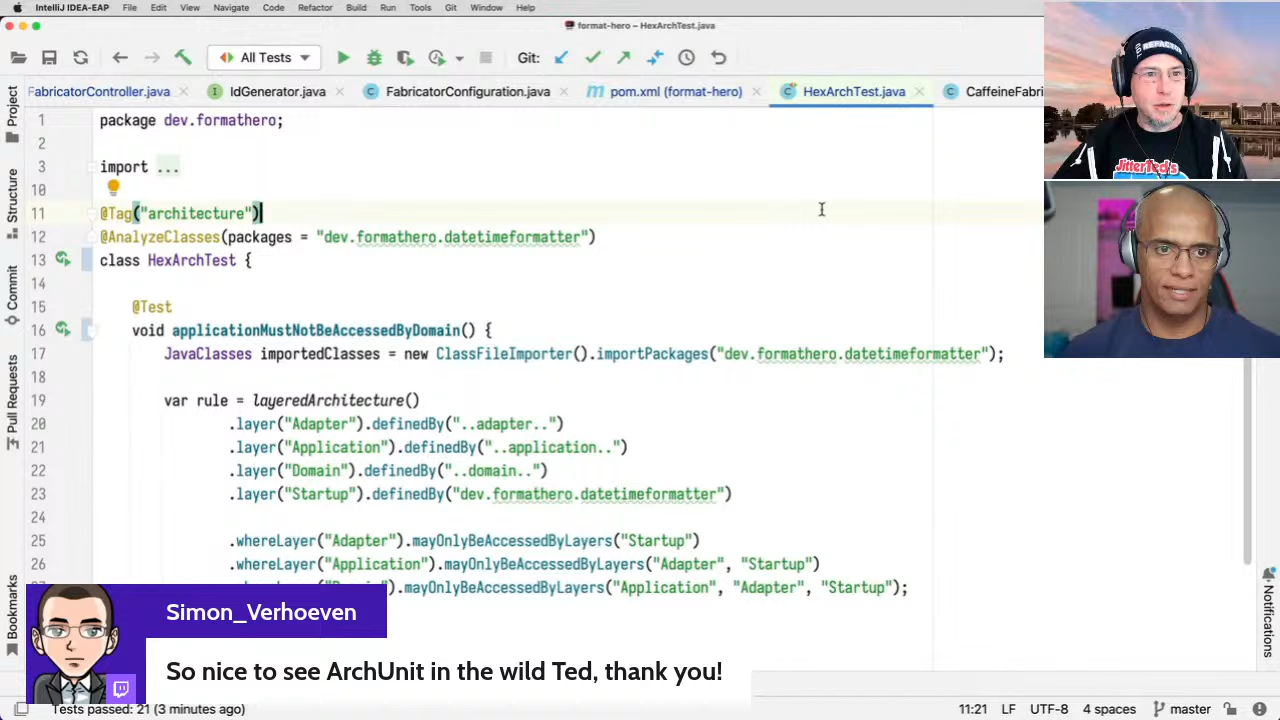 IntelliJ IDEA-EAP File Edit View Navigate Code Refactor Build Run Tools Git Window Help
format-hero – HexArchTest.java
All Tests Git:
FabricatorController.java IdGenerator.java FabricatorConfiguration.java pom.xml (format-hero) HexArchTest.java CaffeineFabri
Project
Structure
Commit
Pull Requests
Bookmarks
Notifications
1 package dev.formathero;
2
3 import ...
10
11 @Tag("architecture")
12 @AnalyzeClasses(packages = "dev.formathero.datetimeformatter")
13 class HexArchTest {
14
15 @Test
16 void applicationMustNotBeAccessedByDomain() {
17 JavaClasses importedClasses = new ClassFileImporter().importPackages("dev.formathero.datetimeformatter");
18
19 var rule = layeredArchitecture()
20 .layer("Adapter").definedBy("..adapter..")
21 .layer("Application").definedBy("..application..")
22 .layer("Domain").definedBy("..domain..")
23 .layer("Startup").definedBy("dev.formathero.datetimeformatter")
24
25 .whereLayer("Adapter").mayOnlyBeAccessedByLayers("Startup")
26 .whereLayer("Application").mayOnlyBeAccessedByLayers("Adapter", "Startup")
).mayOnlyBeAccessedByLayers("Application", "Adapter", "Startup");
Simon_Verhoeven
So nice to see ArchUnit in the wild Ted, thank you!
Tests passed: 21 (3 minutes ago) 11:21 LF UTF-8 4 spaces master
REFACTOR
JitterTed's